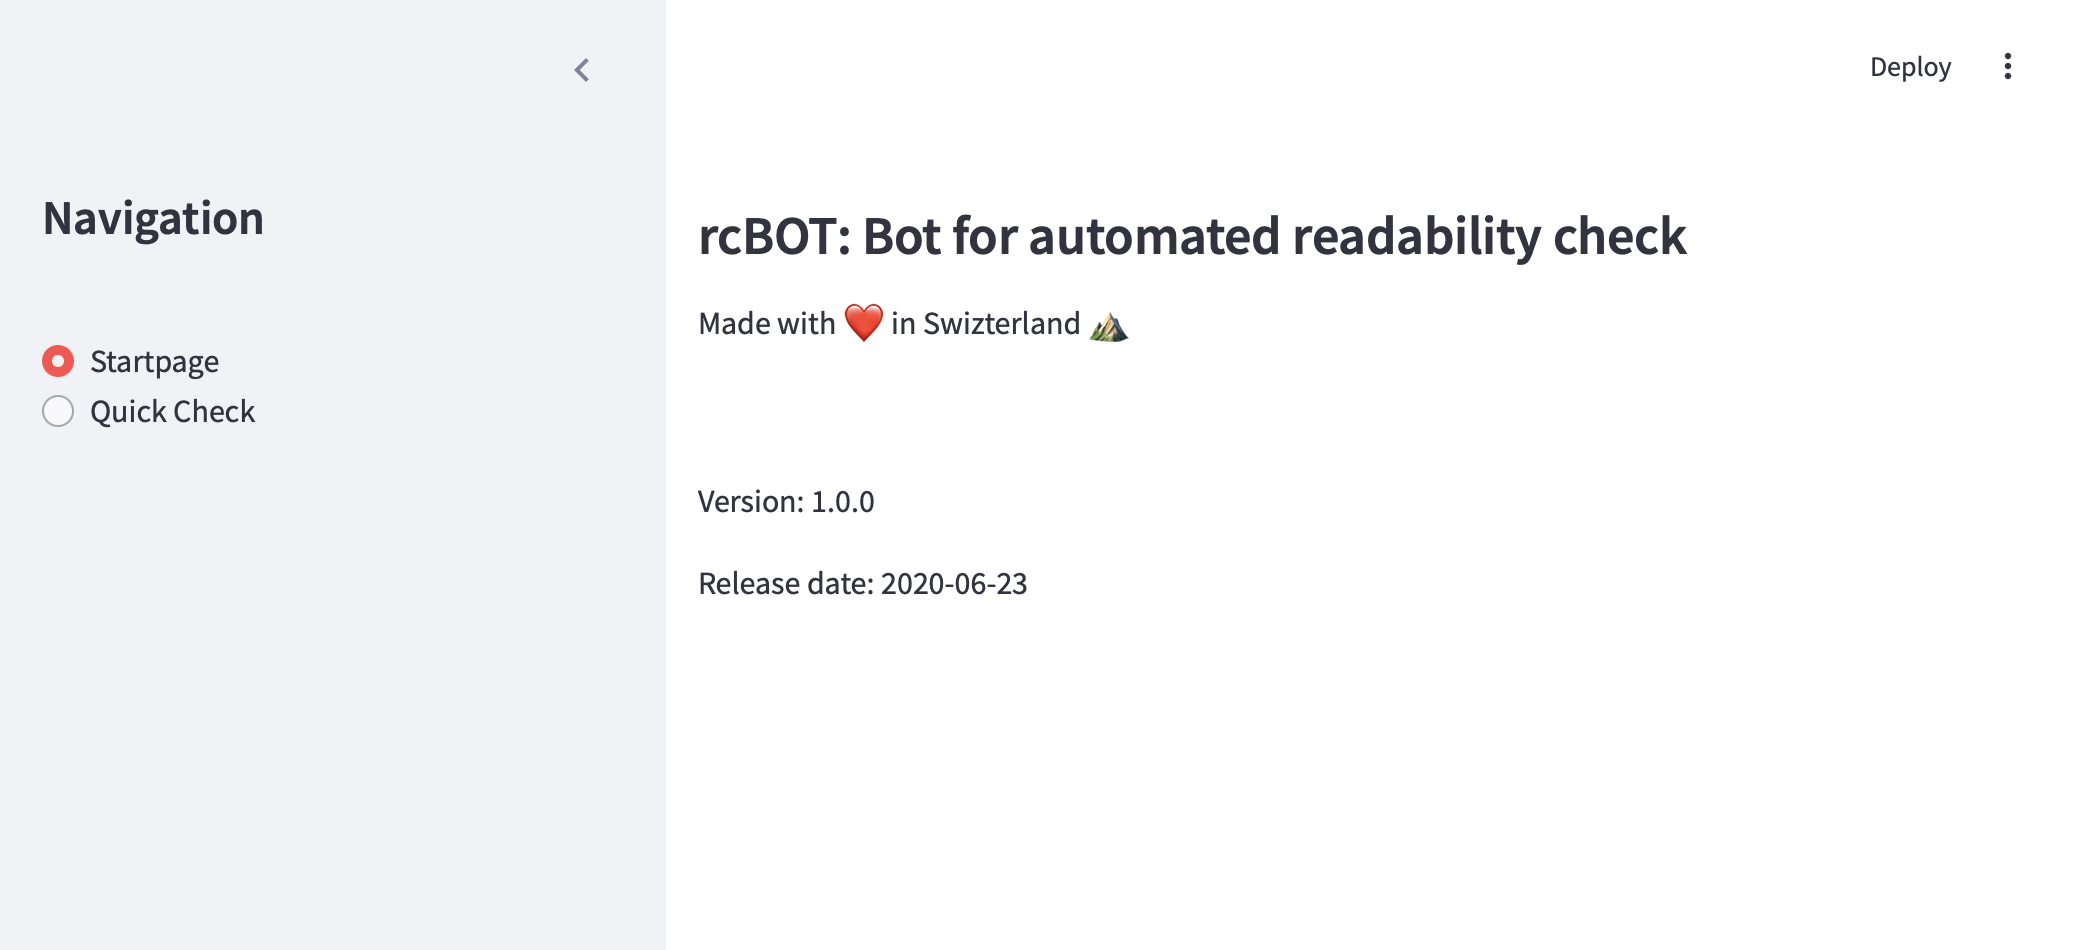 Deploy
Navigation
Startpage
Quick Check
rcBOT: Bot for automated readability check
Made with ❤️ in Swizterland ⛰️
Version: 1.0.0
Release date: 2020-06-23